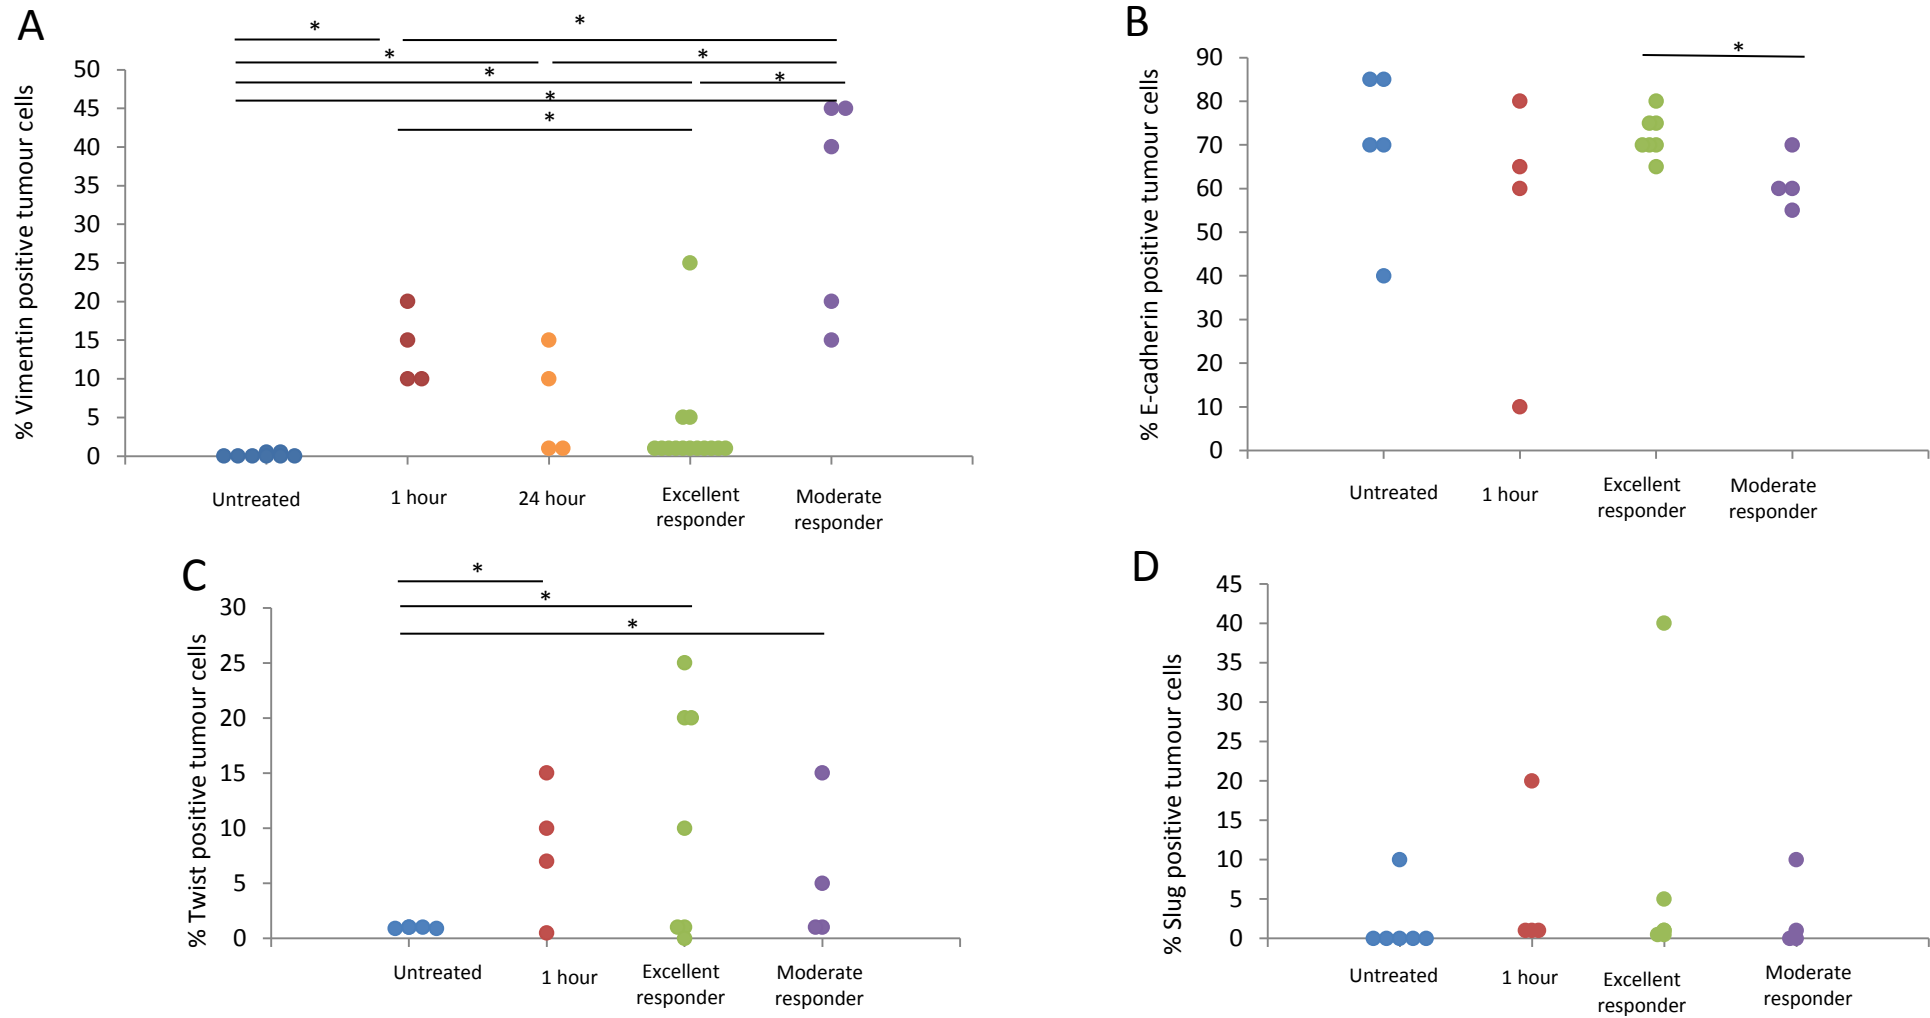 A
* *
* *
* *
*
*
% Vimentin positive tumour cells
50
45
40
35
30
25
20
15
10
5
0
Untreated
1 hour
24 hour
Excellent
responder
Moderate
responder
B
*
% E-cadherin positive tumour cells
90
80
70
60
50
40
30
20
10
0
Untreated
1 hour
Excellent
responder
Moderate
responder
C
*
*
*
% Twist positive tumour cells
30
25
20
15
10
5
0
Untreated
1 hour
Excellent
responder
Moderate
responder
D
% Slug positive tumour cells
45
40
35
30
25
20
15
10
5
0
Untreated
1 hour
Excellent
responder
Moderate
responder